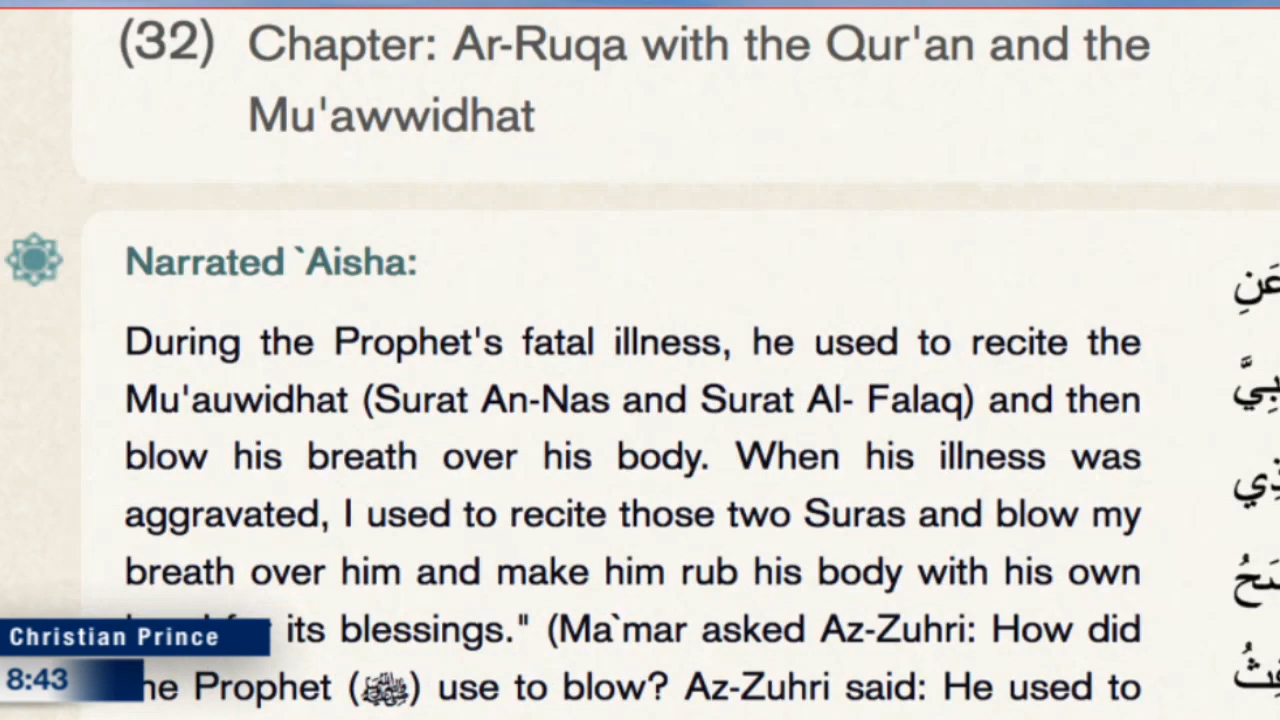 (32) Chapter: Ar-Ruqa with the Qur'an and the
Mu'awwidhat
Narrated `Aisha:
During the Prophet's fatal illness, he used to recite the
Mu'auwidhat (Surat An-Nas and Surat Al- Falaq) and then
blow his breath over his body. When his illness was
aggravated, I used to recite those two Suras and blow my
breath over him and make him rub his body with his own
its blessings." (Ma`mar asked Az-Zuhri: How did
Prophet (ﷺ) use to blow? Az-Zuhri said: He used to
Christian Prince
8:43
عَنِ